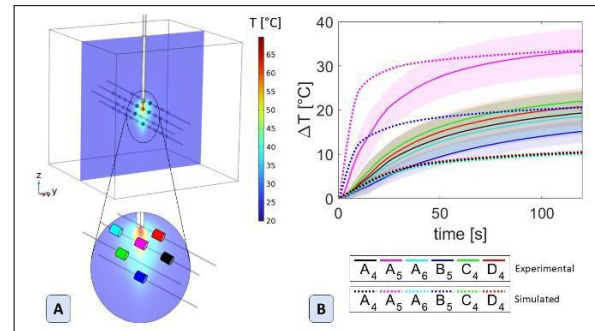 T [°C]
65
60
55
50
45
40
35
30
25
20
z
y
A
40
30
20
10
0
ΔT [°C]
0 50 100
time [s]
A₄ A₅ A₆ B₅ C₄ D₄ Experimental
A₄ A₅ A₆ B₅ C₄ D₄ Simulated
B